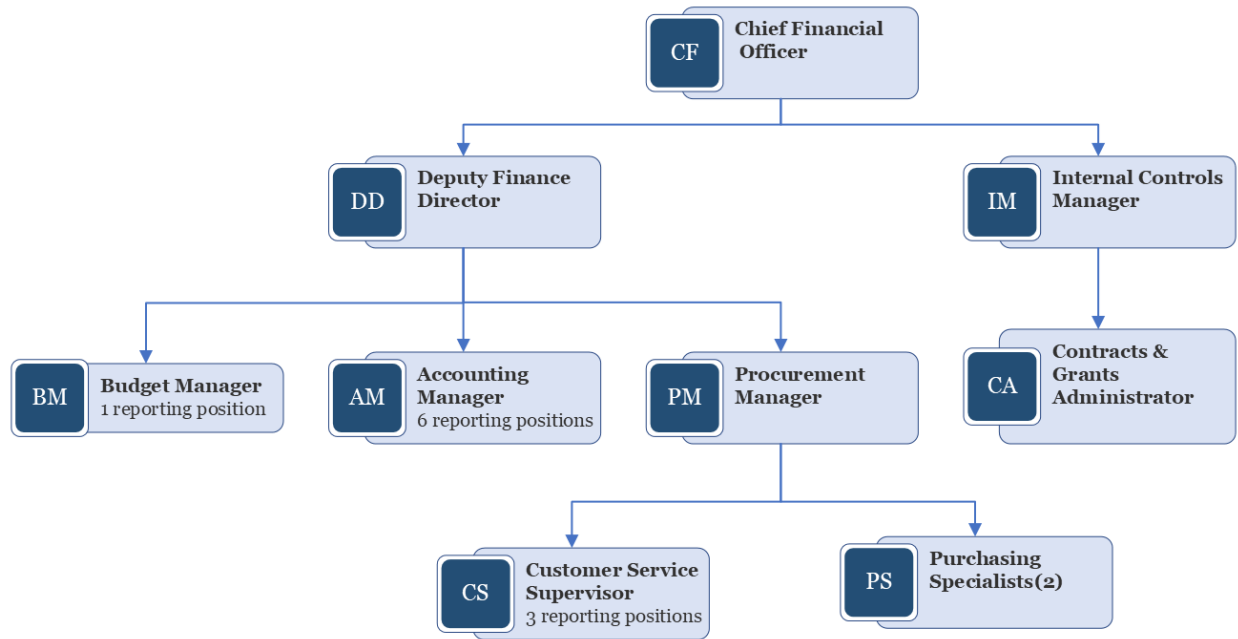 CF
Chief Financial
Officer
DD
Deputy Finance
Director
IM
Internal Controls
Manager
BM
Budget Manager
1 reporting position
AM
Accounting
Manager
6 reporting positions
PM
Procurement
Manager
CA
Contracts &
Grants
Administrator
CS
Customer Service
Supervisor
3 reporting positions
PS
Purchasing
Specialists(2)